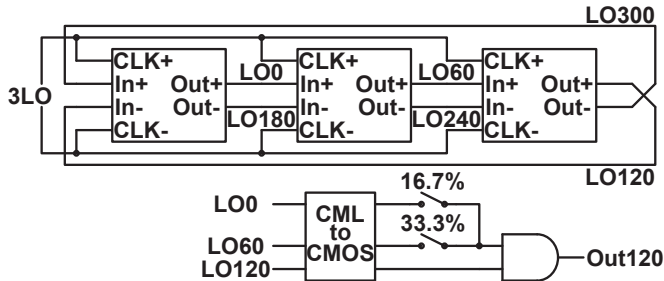 LO300
CLK+ CLK+ CLK+
In+ Out+ LO0 In+ Out+ LO60 In+ Out+
3LO In- Out- In- Out- In- Out-
CLK- LO180 CLK- LO240 CLK-
LO120
16.7%
LO0 CML
to 33.3%
LO60 CMOS
LO120 Out120